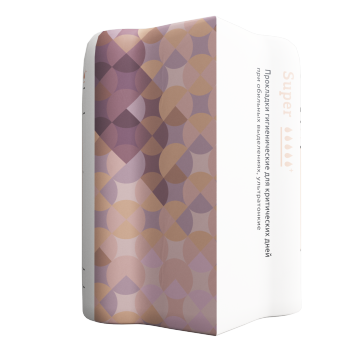 Super
Прокладки гигиенические для критических дней
при обильных выделениях, ультратонкие